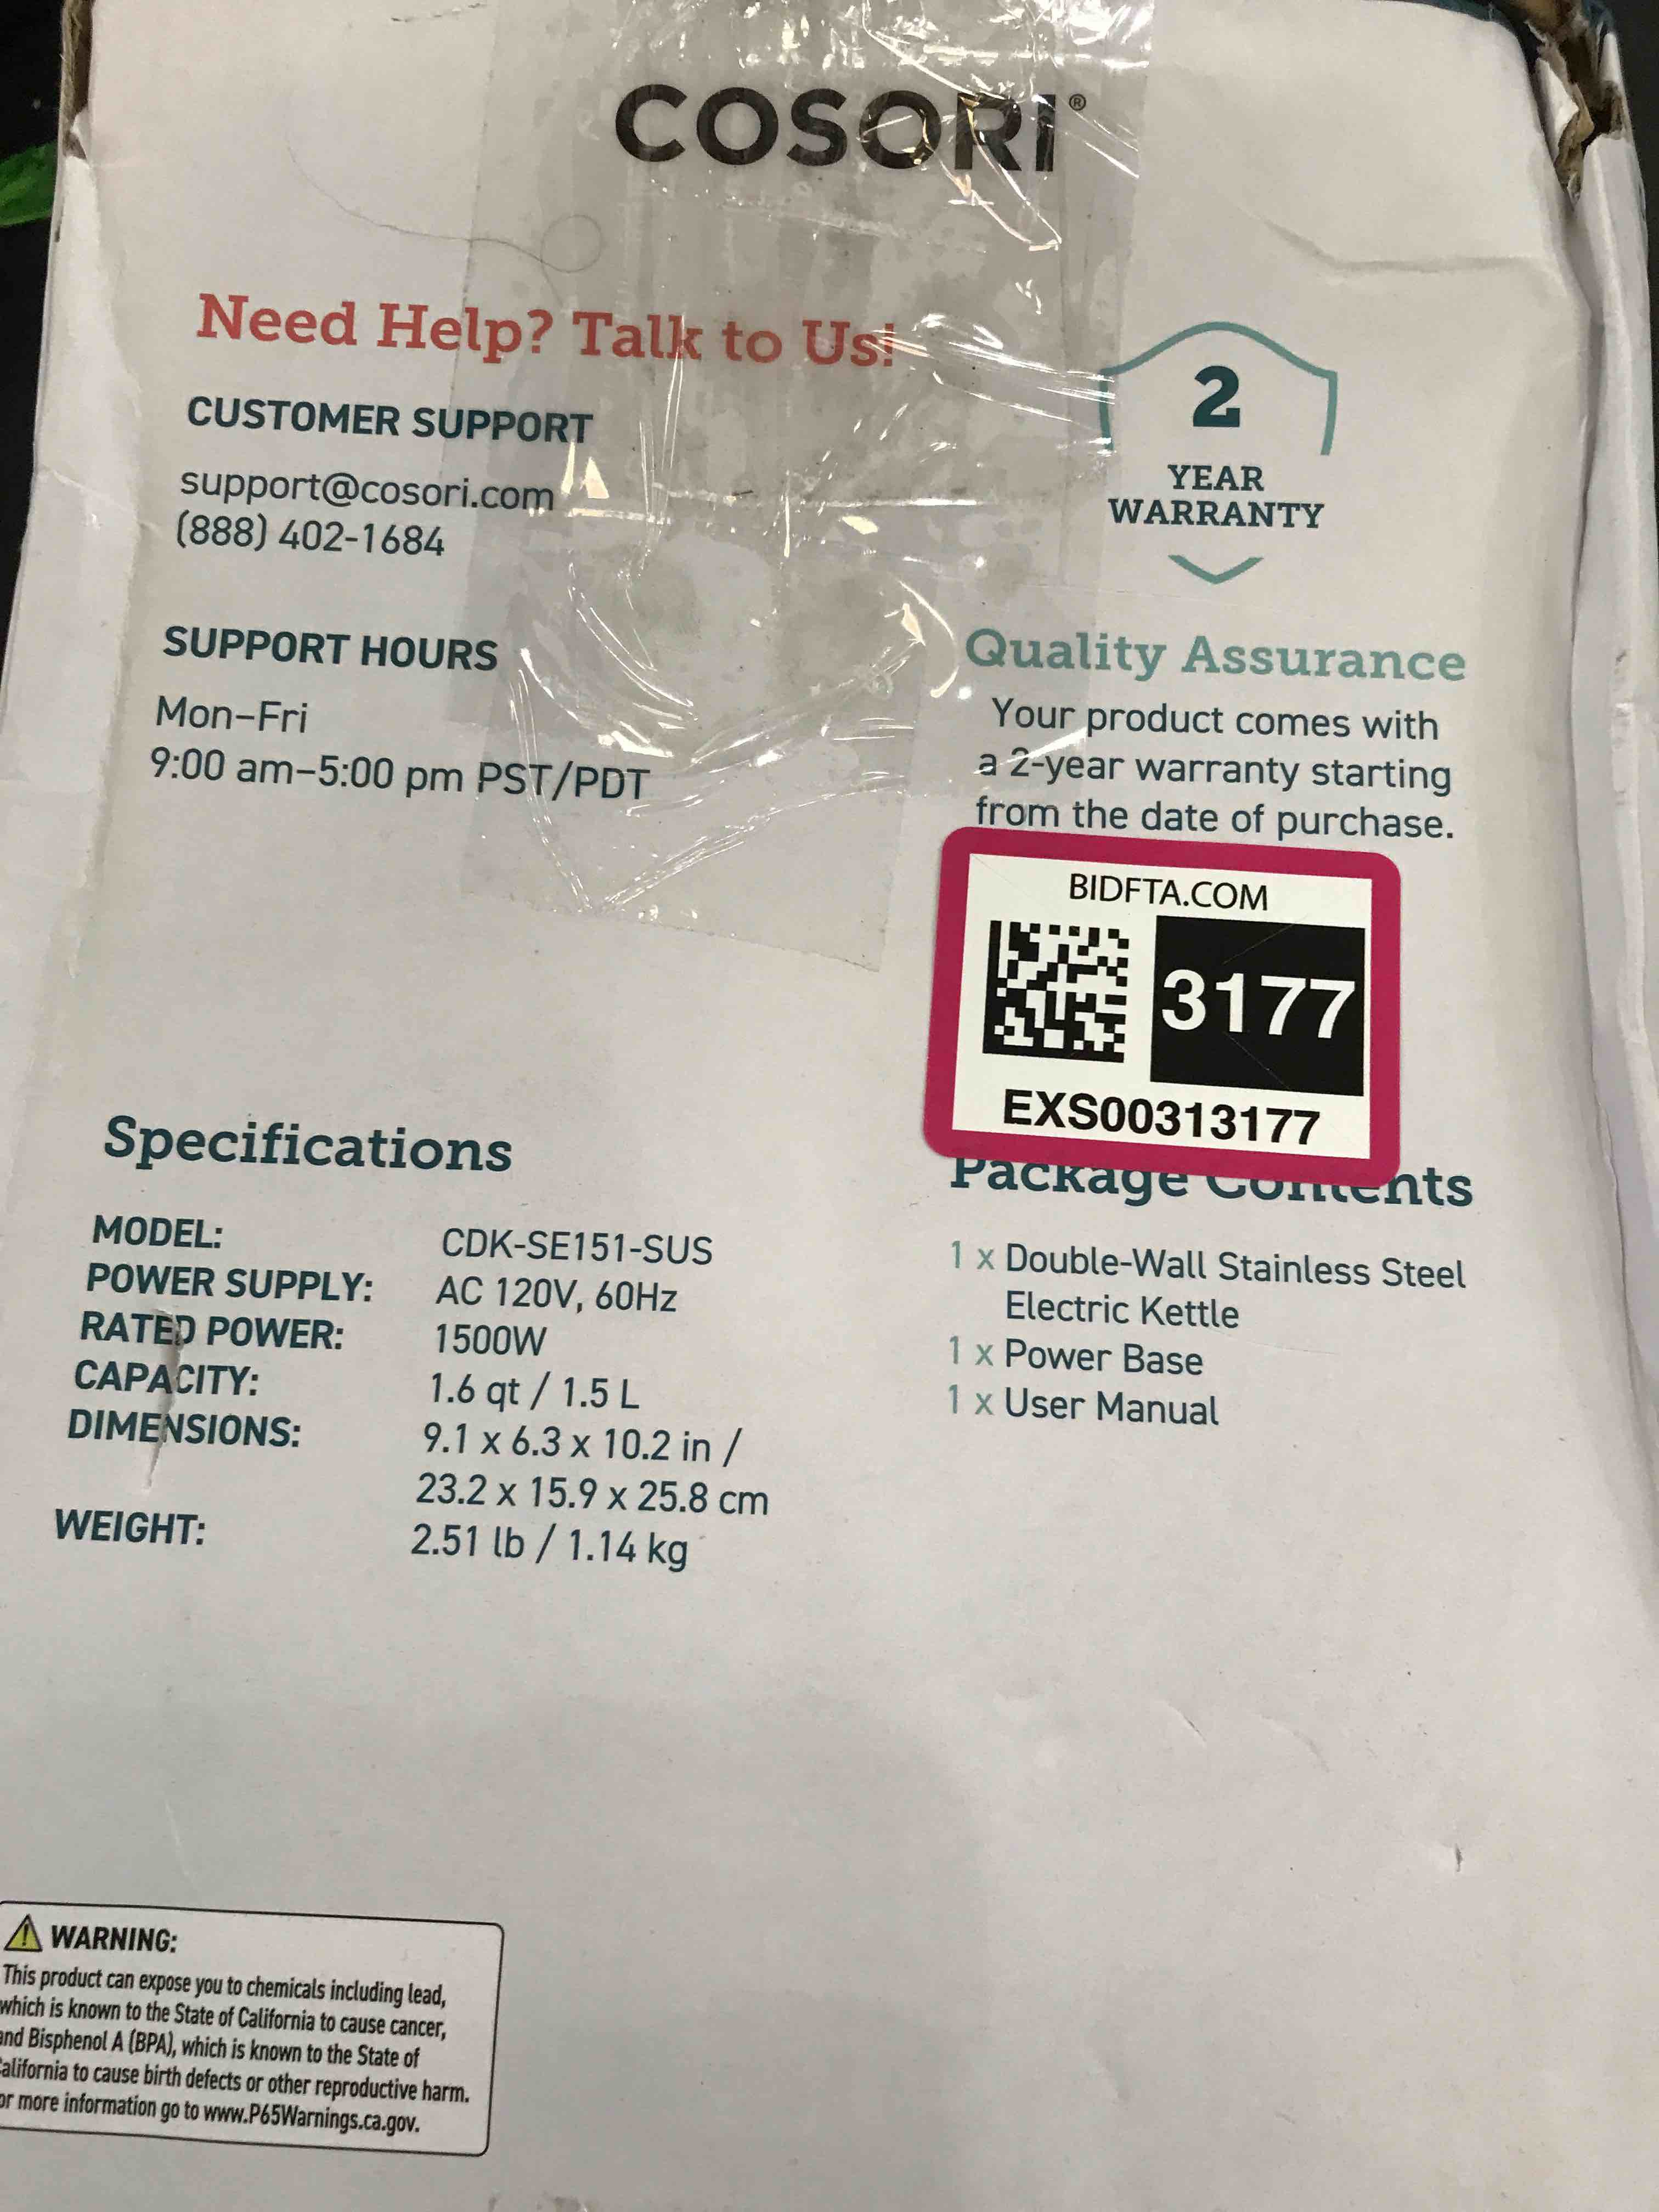 COSORI®
Need Help? Talk to Us!
CUSTOMER SUPPORT
support@cosori.com
(888) 402-1684
SUPPORT HOURS
Mon–Fri
9:00 am–5:00 pm PST/PDT
2
YEAR
WARRANTY
Quality Assurance
Your product comes with
a 2-year warranty starting
from the date of purchase.
BIDFTA.COM
3177
EXS00313177
Specifications
MODEL: CDK-SE151-SUS
POWER SUPPLY: AC 120V, 60Hz
RATED POWER: 1500W
CAPACITY: 1.6 qt / 1.5 L
DIMENSIONS: 9.1 x 6.3 x 10.2 in /
23.2 x 15.9 x 25.8 cm
WEIGHT: 2.51 lb / 1.14 kg
Package Contents
1 x Double-Wall Stainless Steel
Electric Kettle
1 x Power Base
1 x User Manual
⚠ WARNING:
This product can expose you to chemicals including lead,
which is known to the State of California to cause cancer,
and Bisphenol A (BPA), which is known to the State of
California to cause birth defects or other reproductive harm.
or more information go to www.P65Warnings.ca.gov.